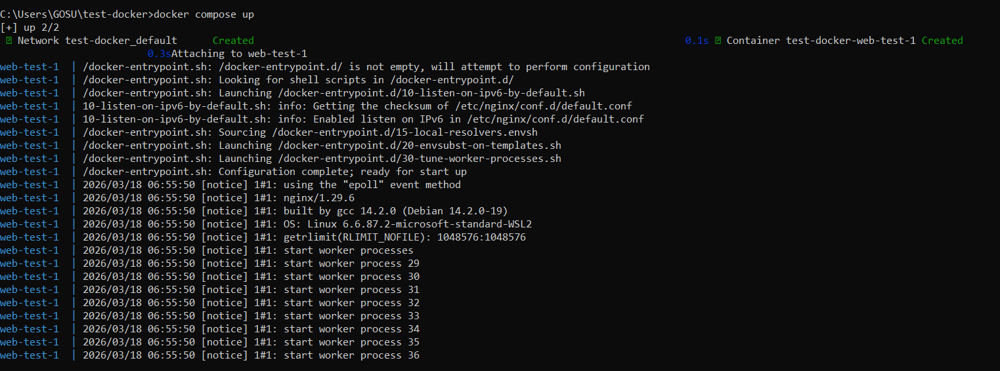 C:\Users\GOSU\test-docker>docker compose up
[+] up 2/2
Network test-docker_default Created 0.1s Container test-docker-web-test-1 Created
0.3sAttaching to web-test-1
web-test-1 | /docker-entrypoint.sh: /docker-entrypoint.d/ is not empty, will attempt to perform configuration
web-test-1 | /docker-entrypoint.sh: Looking for shell scripts in /docker-entrypoint.d/
web-test-1 | /docker-entrypoint.sh: Launching /docker-entrypoint.d/10-listen-on-ipv6-by-default.sh
web-test-1 | 10-listen-on-ipv6-by-default.sh: info: Getting the checksum of /etc/nginx/conf.d/default.conf
web-test-1 | 10-listen-on-ipv6-by-default.sh: info: Enabled listen on IPv6 in /etc/nginx/conf.d/default.conf
web-test-1 | /docker-entrypoint.sh: Sourcing /docker-entrypoint.d/15-local-resolvers.envsh
web-test-1 | /docker-entrypoint.sh: Launching /docker-entrypoint.d/20-envsubst-on-templates.sh
web-test-1 | /docker-entrypoint.sh: Launching /docker-entrypoint.d/30-tune-worker-processes.sh
web-test-1 | /docker-entrypoint.sh: Configuration complete; ready for start up
web-test-1 | 2026/03/18 06:55:50 [notice] 1#1: using the "epoll" event method
web-test-1 | 2026/03/18 06:55:50 [notice] 1#1: nginx/1.29.6
web-test-1 | 2026/03/18 06:55:50 [notice] 1#1: built by gcc 14.2.0 (Debian 14.2.0-19)
web-test-1 | 2026/03/18 06:55:50 [notice] 1#1: OS: Linux 6.6.87.2-microsoft-standard-WSL2
web-test-1 | 2026/03/18 06:55:50 [notice] 1#1: getrlimit(RLIMIT_NOFILE): 1048576:1048576
web-test-1 | 2026/03/18 06:55:50 [notice] 1#1: start worker processes
web-test-1 | 2026/03/18 06:55:50 [notice] 1#1: start worker process 29
web-test-1 | 2026/03/18 06:55:50 [notice] 1#1: start worker process 30
web-test-1 | 2026/03/18 06:55:50 [notice] 1#1: start worker process 31
web-test-1 | 2026/03/18 06:55:50 [notice] 1#1: start worker process 32
web-test-1 | 2026/03/18 06:55:50 [notice] 1#1: start worker process 33
web-test-1 | 2026/03/18 06:55:50 [notice] 1#1: start worker process 34
web-test-1 | 2026/03/18 06:55:50 [notice] 1#1: start worker process 35
web-test-1 | 2026/03/18 06:55:50 [notice] 1#1: start worker process 36